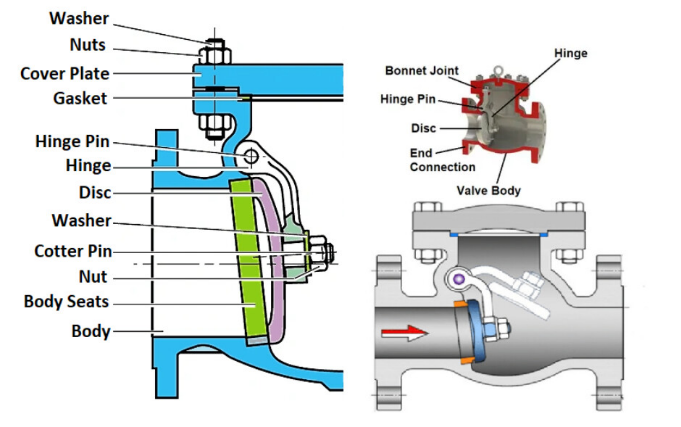 Washer
Nuts
Cover Plate
Gasket
Hinge Pin
Hinge
Disc
Washer
Cotter Pin
Nut
Body Seats
Body
Hinge
Bonnet Joint
Hinge Pin
Disc
End
Connection
Valve Body